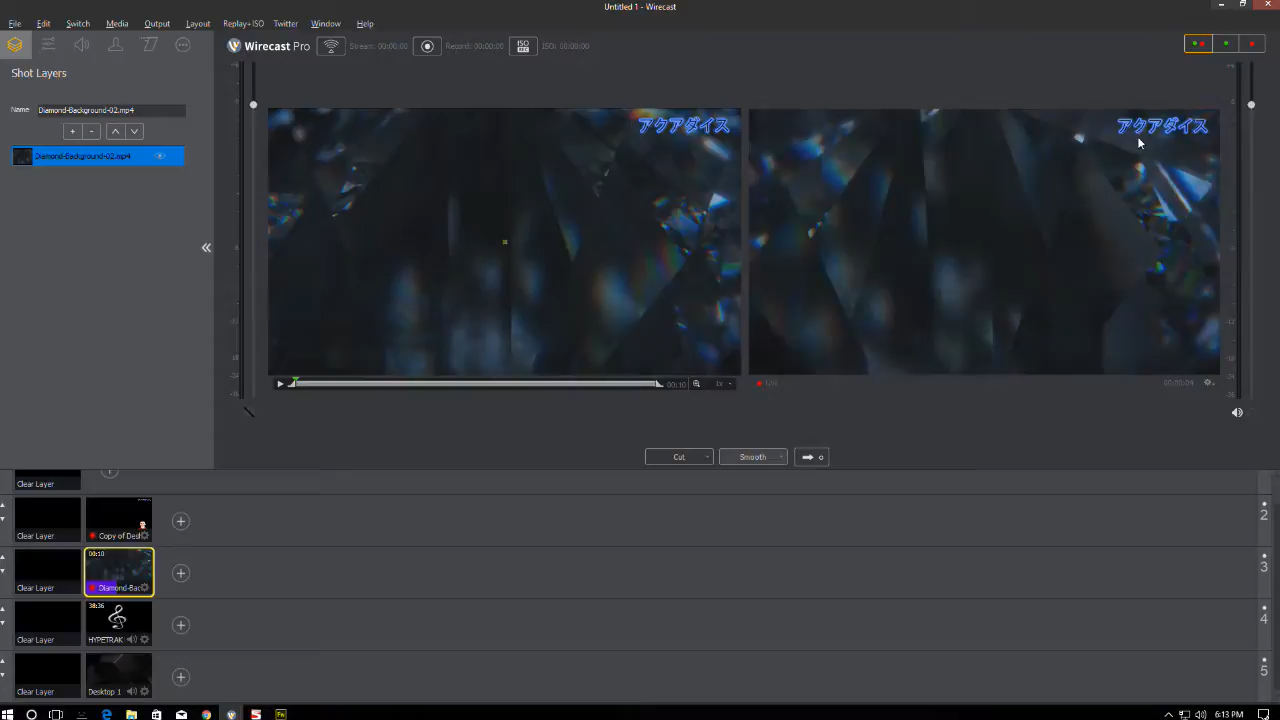 Untitled 1 - Wirecast
File Edit Switch Media Output Layout Replay+ISO Twitter Window Help
Wirecast Pro Stream: 00:00:00 Record: 00:00:00 ISO: 00:00:00
Shot Layers
Name Diamond-Background-02.mp4
Diamond-Background-02.mp4
アクアダイス
アクアダイス
00:10 1x
00:00:04
Cut Smooth
Clear Layer
Clear Layer Copy of Des 2
00:10
Clear Layer Diamond-Bac 3
38:36
Clear Layer HYPETRAK 4
Clear Layer Desktop 1 5
6:13 PM